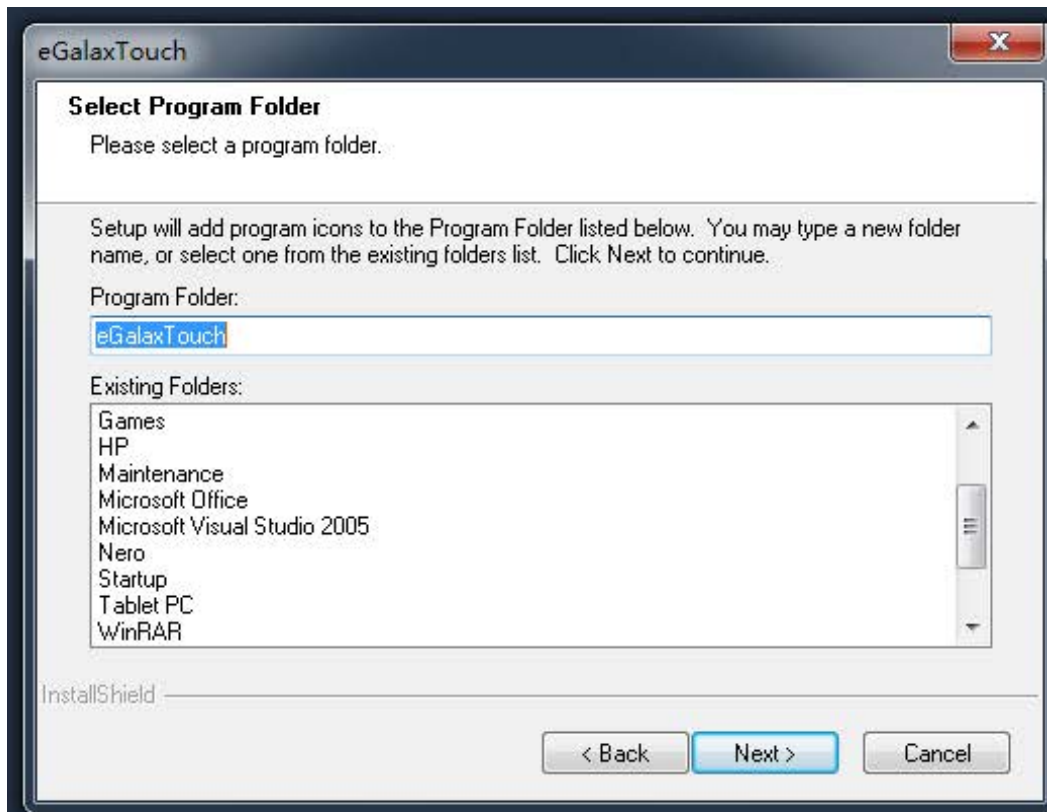 eGalaxTouch
Select Program Folder
Please select a program folder.
Setup will add program icons to the Program Folder listed below.  You may type a new folder
name, or select one from the existing folders list.  Click Next to continue.
Program Folder:
eGalaxTouch
Existing Folders:
Games
HP
Maintenance
Microsoft Office
Microsoft Visual Studio 2005
Nero
Startup
Tablet PC
WinRAR
InstallShield
< Back
Next >
Cancel